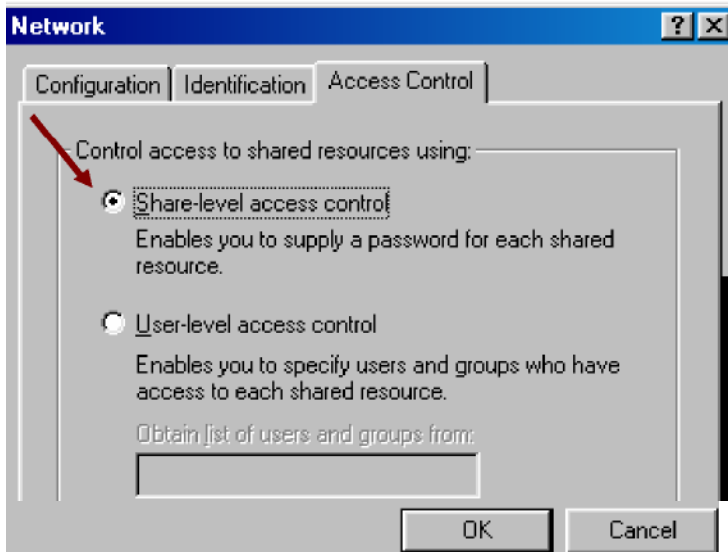 Network
Configuration Identification Access Control
Control access to shared resources using:
Share-level access control
Enables you to supply a password for each shared
resource.
User-level access control
Enables you to specify users and groups who have
access to each shared resource.
Obtain list of users and groups from:
OK Cancel